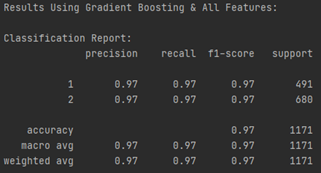 Results Using Gradient Boosting & All Features:
Classification Report:
precision recall f1-score support
1 0.97 0.97 0.97 491
2 0.97 0.97 0.97 680
accuracy 0.97 1171
macro avg 0.97 0.97 0.97 1171
weighted avg 0.97 0.97 0.97 1171